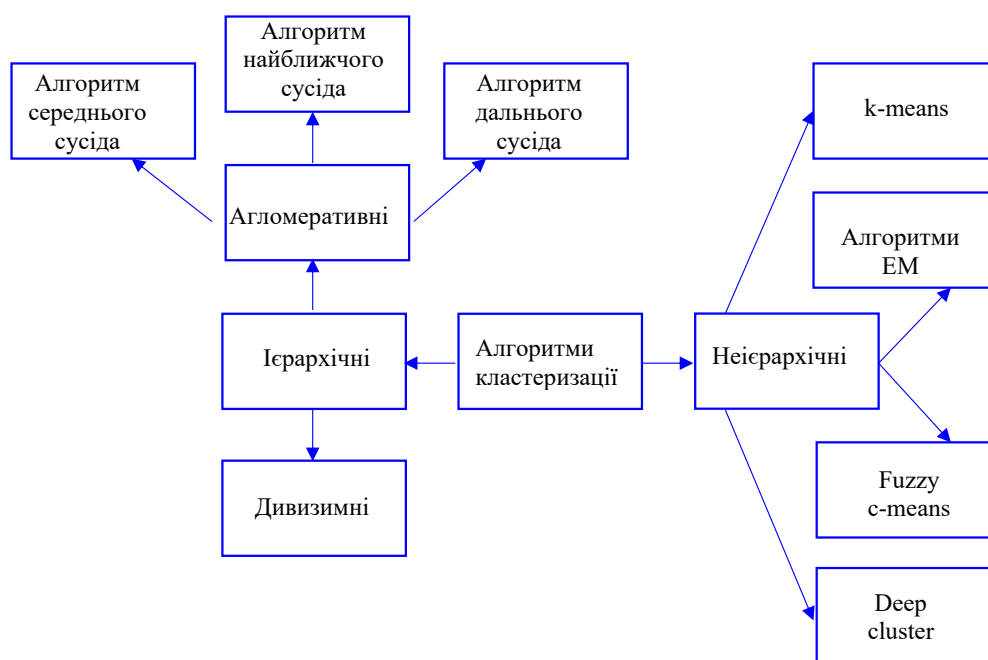 Алгоритм
найближчого
сусіда
Алгоритм
середнього
сусіда
Алгоритм
дальнього
сусіда
k-means
Агломеративні
Алгоритми
EM
Ієрархічні
Алгоритми
кластеризації
Неієрархічні
Дивизимні
Fuzzy
c-means
Deep
cluster